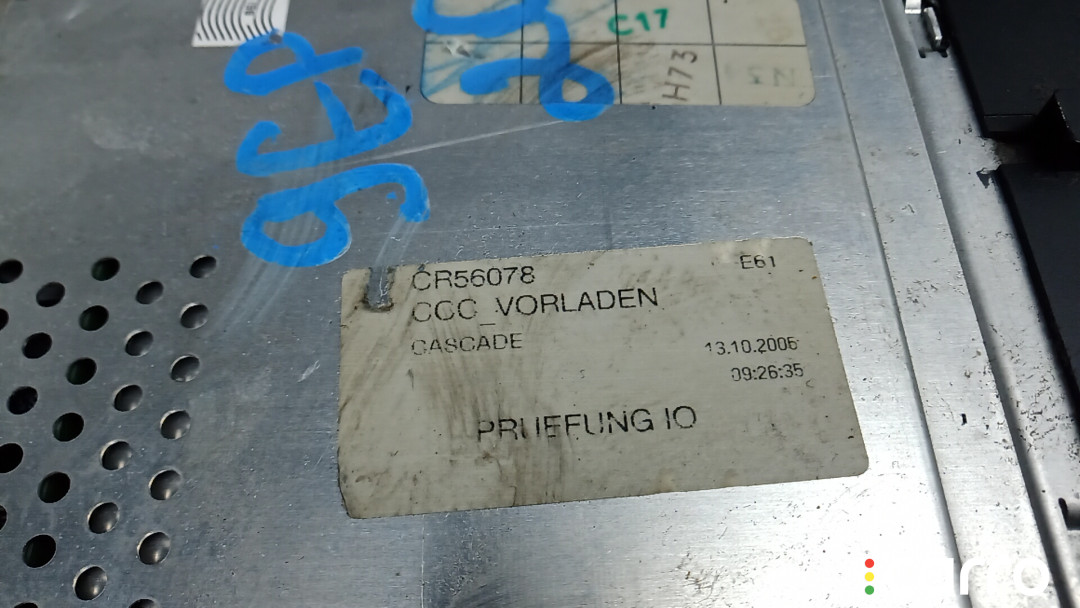 C17
H73
CR56078
E61
CCC_VORLADEN
CASCADE
13.10.2006
09:26:35
PRUEFUNG IO